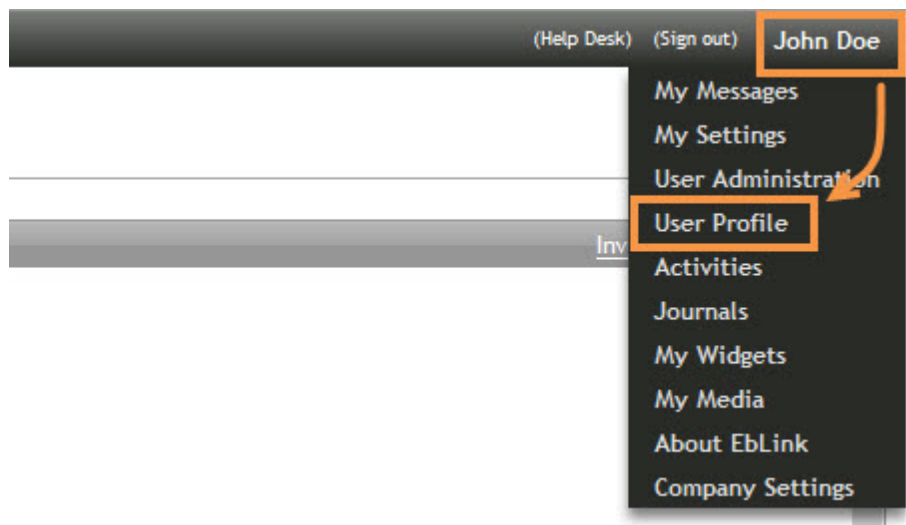 (Help Desk) (Sign out) John Doe
My Messages
My Settings
User Administration
User Profile
Inv
Activities
Journals
My Widgets
My Media
About EbLink
Company Settings